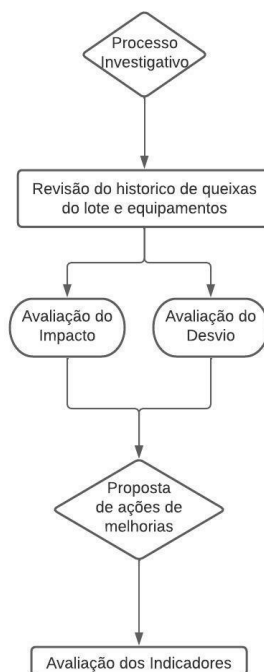 Processo
Investigativo
Revisão do historico de queixas
do lote e equipamentos
Avaliação do
Impacto
Avaliação do
Desvio
Proposta
de ações de
melhorias
Avaliação dos Indicadores